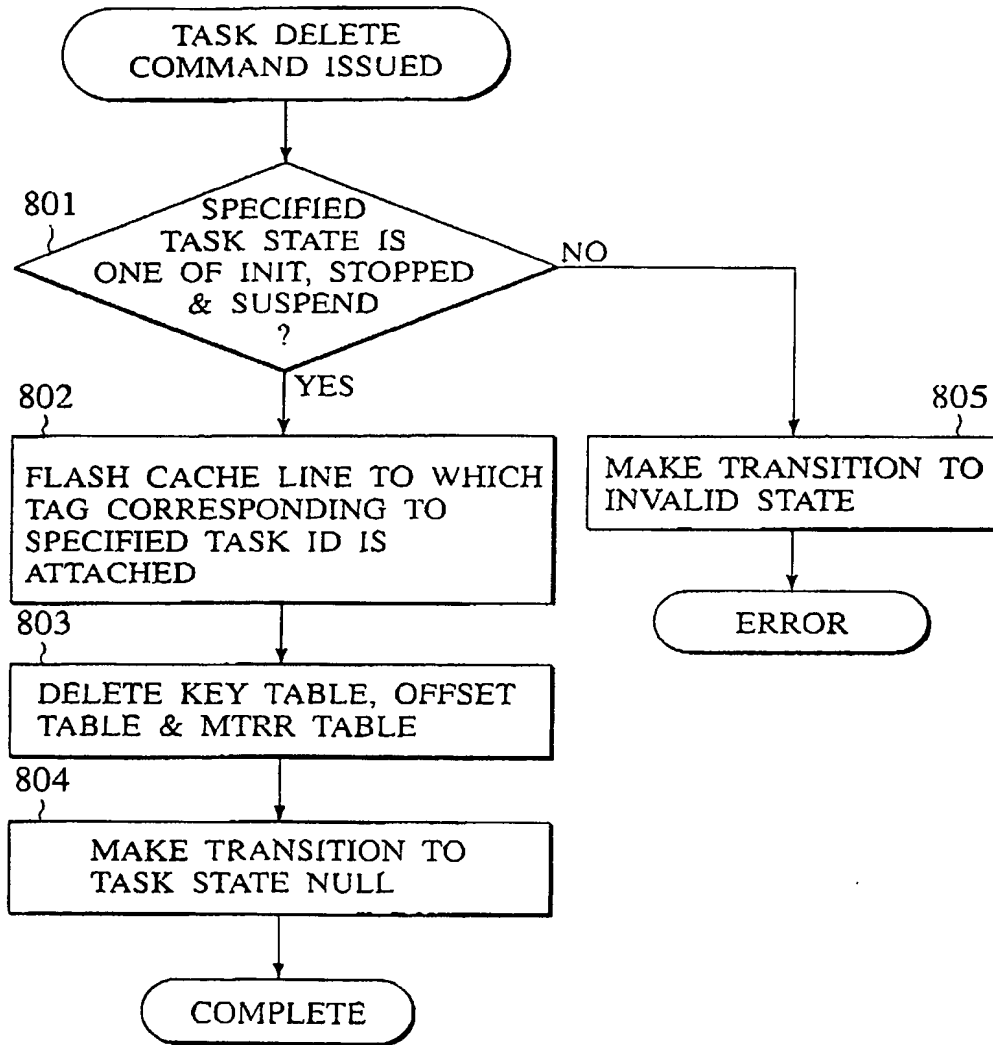 TASK DELETE
COMMAND ISSUED
801
SPECIFIED
TASK STATE IS
ONE OF INIT, STOPPED
& SUSPEND
?
NO
YES
802
FLASH CACHE LINE TO WHICH
TAG CORRESPONDING TO
SPECIFIED TASK ID IS
ATTACHED
805
MAKE TRANSITION TO
INVALID STATE
ERROR
803
DELETE KEY TABLE, OFFSET
TABLE & MTRR TABLE
804
MAKE TRANSITION TO
TASK STATE NULL
COMPLETE